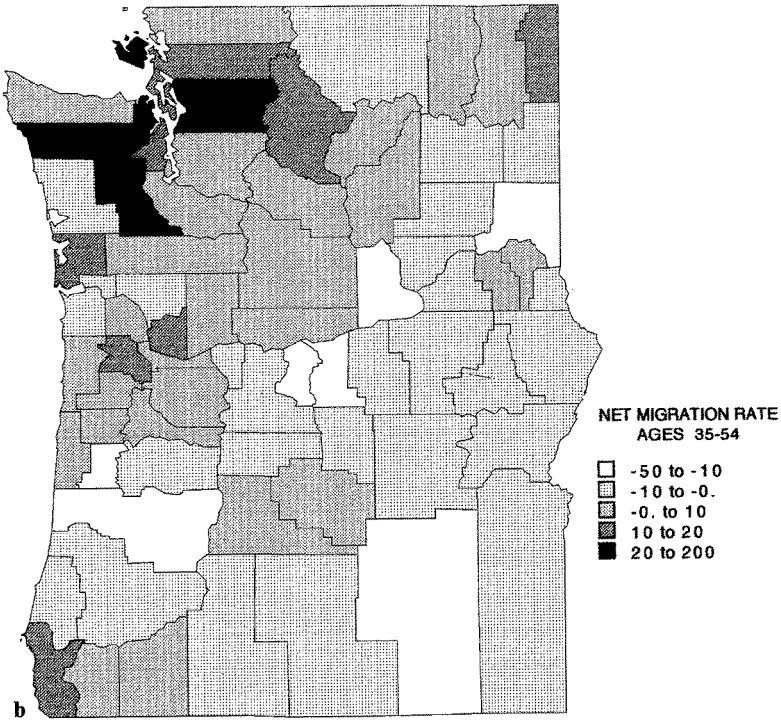 NET MIGRATION RATE
AGES 35-54
-50 to -10
-10 to -0.
-0. to 10
10 to 20
20 to 200
b